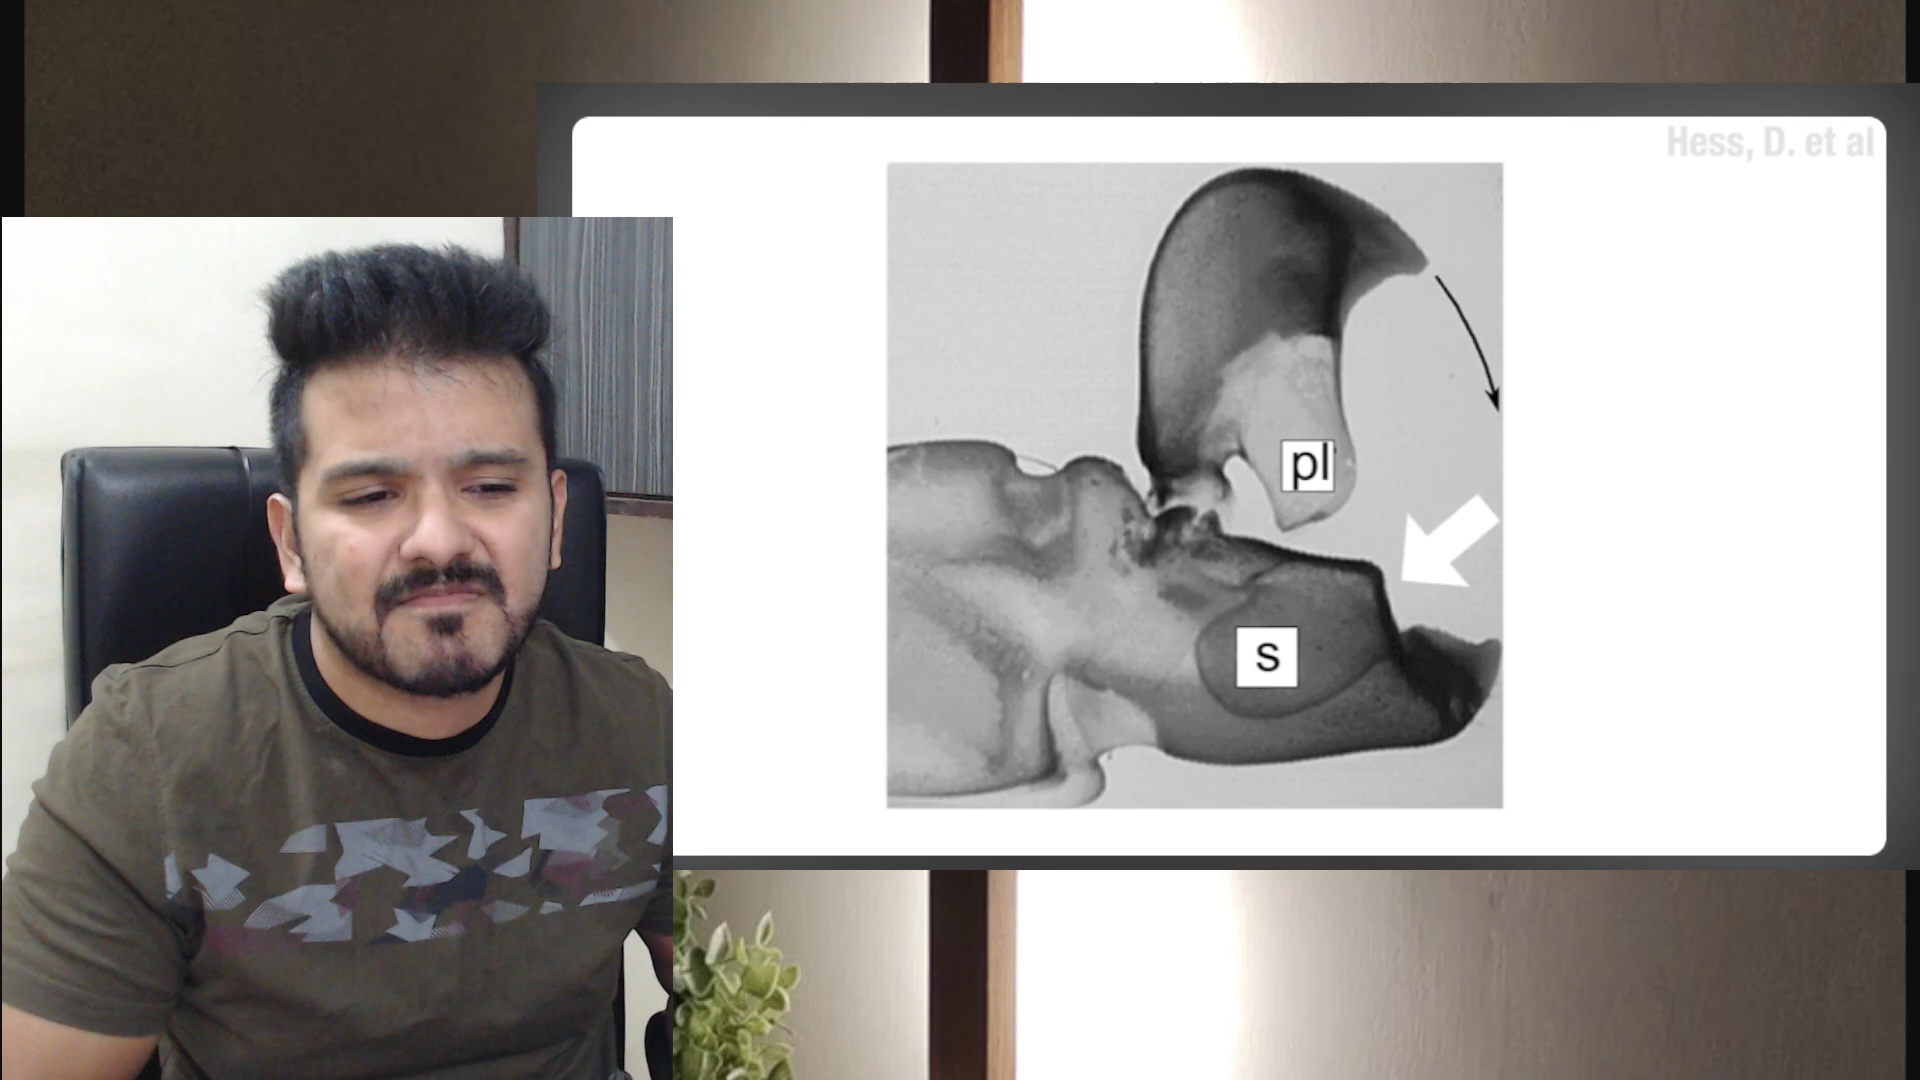 Hess, D. et al
pl
s